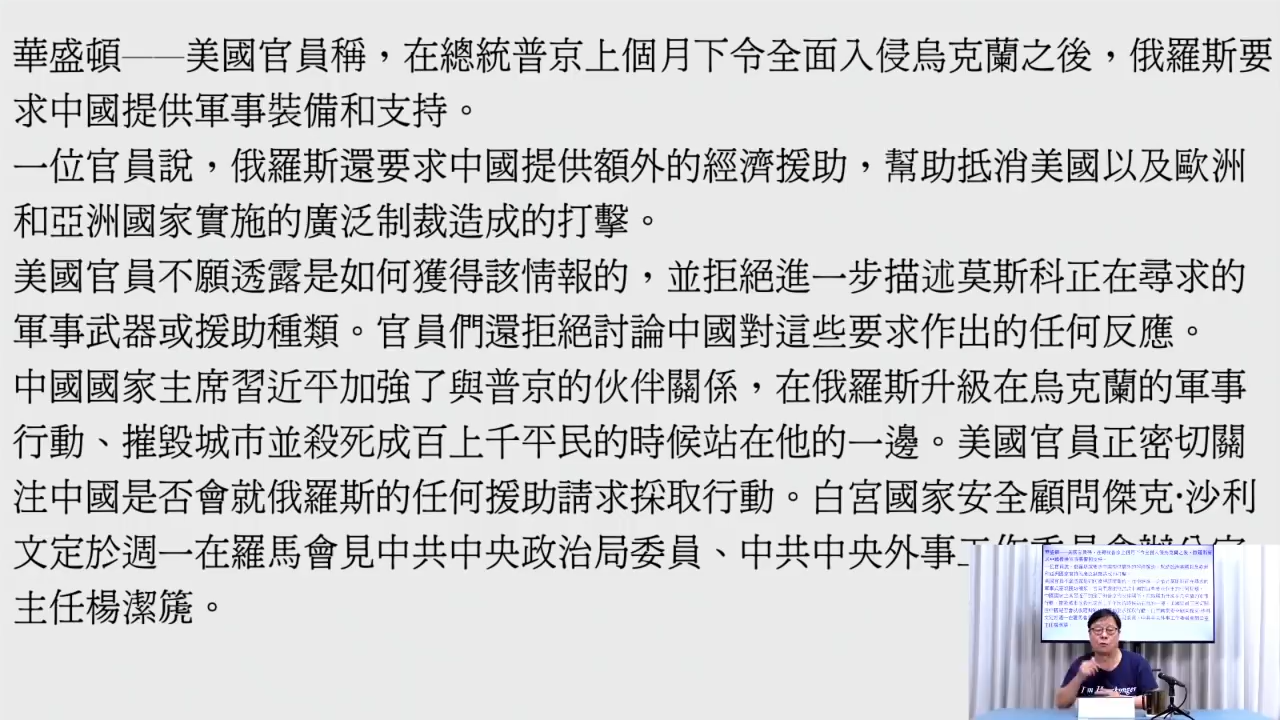 華盛頓——美國官員稱，在總統普京上個月下令全面入侵烏克蘭之後，俄羅斯要
求中國提供軍事裝備和支持。
一位官員說，俄羅斯還要求中國提供額外的經濟援助，幫助抵消美國以及歐洲
和亞洲國家實施的廣泛制裁造成的打擊。
美國官員不願透露是如何獲得該情報的，並拒絕進一步描述莫斯科正在尋求的
軍事武器或援助種類。官員們還拒絕討論中國對這些要求作出的任何反應。
中國國家主席習近平加強了與普京的伙伴關係，在俄羅斯升級在烏克蘭的軍事
行動、摧毀城市並殺死成百上千平民的時候站在他的一邊。美國官員正密切關
注中國是否會就俄羅斯的任何援助請求採取行動。白宮國家安全顧問傑克·沙利
文定於週一在羅馬會見中共中央政治局委員、中共中央外事工作委員會辦公室
主任楊潔篪。
I'm